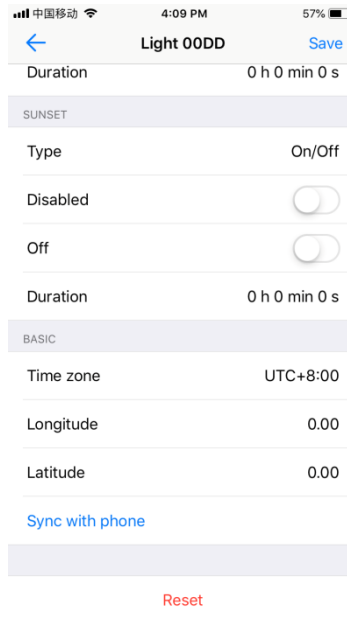 中国移动 4:09 PM 57%
Light 00DD Save
Duration 0 h 0 min 0 s
SUNSET
Type On/Off
Disabled
Off
Duration 0 h 0 min 0 s
BASIC
Time zone UTC+8:00
Longitude 0.00
Latitude 0.00
Sync with phone
Reset